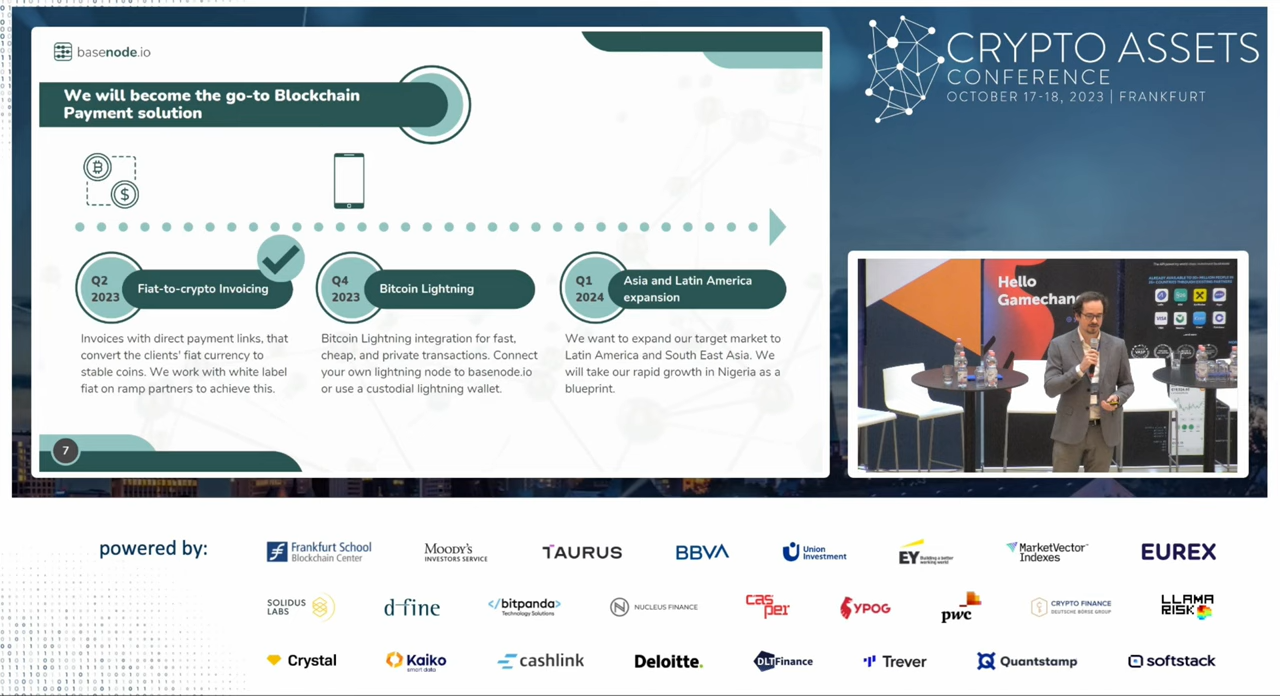 basenode.io
We will become the go-to Blockchain
Payment solution
Q2
2023
Fiat-to-crypto Invoicing
Invoices with direct payment links, that
convert the clients' fiat currency to
stable coins. We work with white label
fiat on ramp partners to achieve this.
Q4
2023
Bitcoin Lightning
Bitcoin Lightning integration for fast,
cheap, and private transactions. Connect
your own lightning node to basenode.io
or use a custodial lightning wallet.
Q1
2024
Asia and Latin America
expansion
We want to expand our target market to
Latin America and South East Asia. We
will take our rapid growth in Nigeria as a
blueprint.
7
CRYPTO ASSETS
CONFERENCE
OCTOBER 17-18, 2023 | FRANKFURT
Hello
Gamechan
powered by:
Frankfurt School
Blockchain Center
MOODY'S
INVESTORS SERVICE
TAURUS
BBVA
Union
Investment
EY Building a better
working world
MarketVector™
Indexes
EUREX
SOLIDUS
LABS
d-fine
</bitpanda>
Technology Solutions
NUCLEUS FINANCE
casper
YPOG
pwc
CRYPTO FINANCE
DEUTSCHE BÖRSE GROUP
LLAMA
RISK
Crystal
Kaiko
smart data
cashlink
Deloitte.
DLTFinance
Trever
Quantstamp
softstack